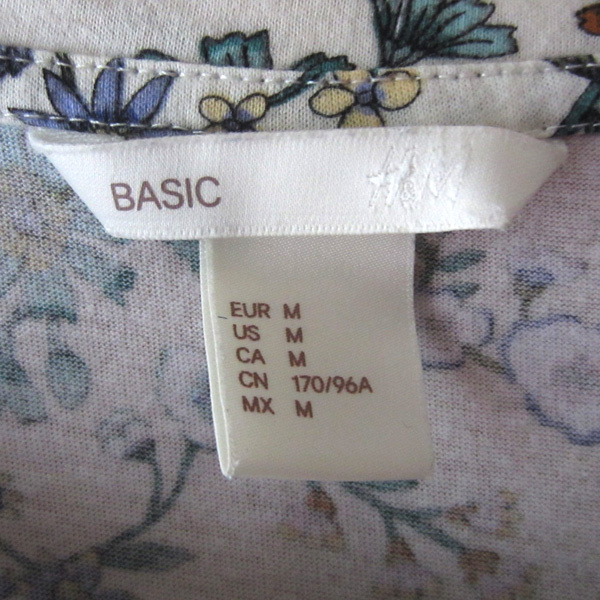 BASIC H&M
EUR M
US M
CA M
CN 170/96A
MX M